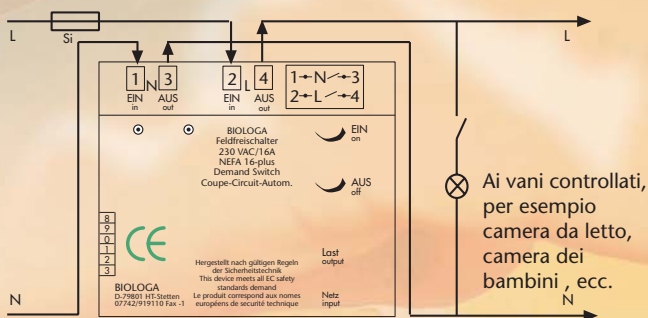 L
Si
L
1 N 3 2 L 4
EIN AUS EIN AUS
in out in out
1 N 3
2 L 4
BIOLOGA
Feldfreischalter
230 VAC/16A
NEFA 16-plus
Demand Switch
Coupe-Circuit-Autom.
EIN
on
AUS
off
Ai vani controllati,
per esempio
camera da letto,
camera dei
bambini , ecc.
8
9
0
1
2
3
CE
Last
output
Hergestellt nach gültigen Regeln
der Sicherheitstechnik
This device meets all EC safety
standards demand
Le produit correspond aux nomes
européens de securité technique
Netz
input
BIOLOGA
D-79801 HT-Stetten
07742/919110 Fax -1
N
N